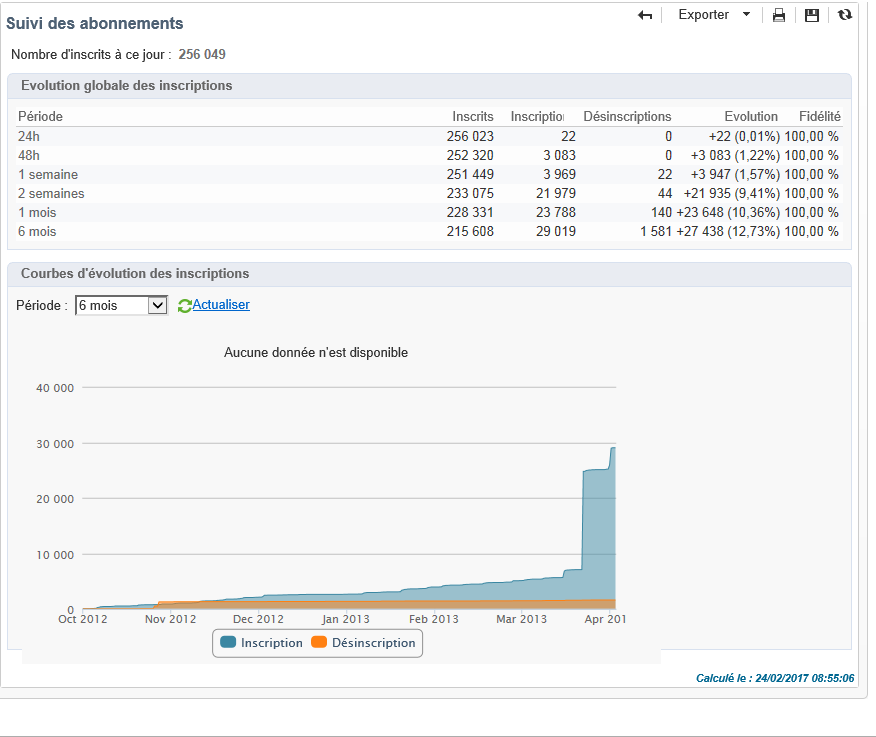 Exporter
Suivi des abonnements
Nombre d'inscrits à ce jour : 256 049
Evolution globale des inscriptions
Période Inscrits Inscription Désinscriptions Evolution Fidélité
24h 256 023 22 0 +22 (0,01%) 100,00 %
48h 252 320 3 083 0 +3 083 (1,22%) 100,00 %
1 semaine 251 449 3 969 22 +3 947 (1,57%) 100,00 %
2 semaines 233 075 21 979 44 +21 935 (9,41%) 100,00 %
1 mois 228 331 23 788 140 +23 648 (10,36%) 100,00 %
6 mois 215 608 29 019 1 581 +27 438 (12,73%) 100,00 %
Courbes d'évolution des inscriptions
Période : 6 mois Actualiser
Aucune donnée n'est disponible
40 000
30 000
20 000
10 000
0
Oct 2012 Nov 2012 Dec 2012 Jan 2013 Feb 2013 Mar 2013 Apr 201
Inscription Désinscription
Calculé le : 24/02/2017 08:55:06